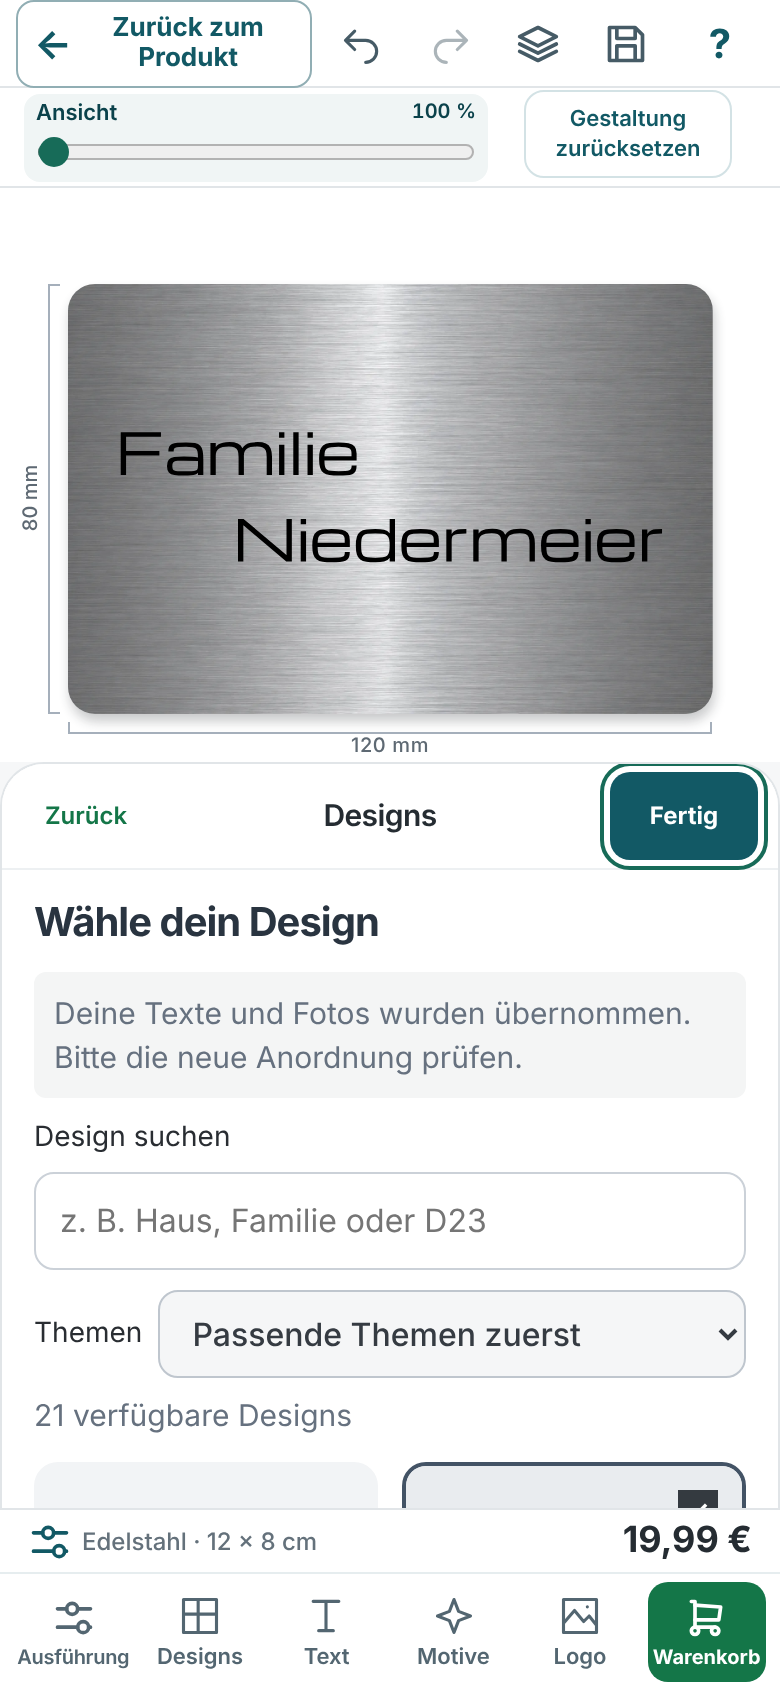 Zurück zum
Produkt
?
Ansicht
100 %
Gestaltung
zurücksetzen
80 mm
Familie
Niedermeier
120 mm
Zurück
Designs
Fertig
Wähle dein Design
Deine Texte und Fotos wurden übernommen.
Bitte die neue Anordnung prüfen.
Design suchen
z. B. Haus, Familie oder D23
Themen
Passende Themen zuerst
21 verfügbare Designs
Edelstahl · 12 × 8 cm
19,99 €
Ausführung
Designs
Text
Motive
Logo
Warenkorb